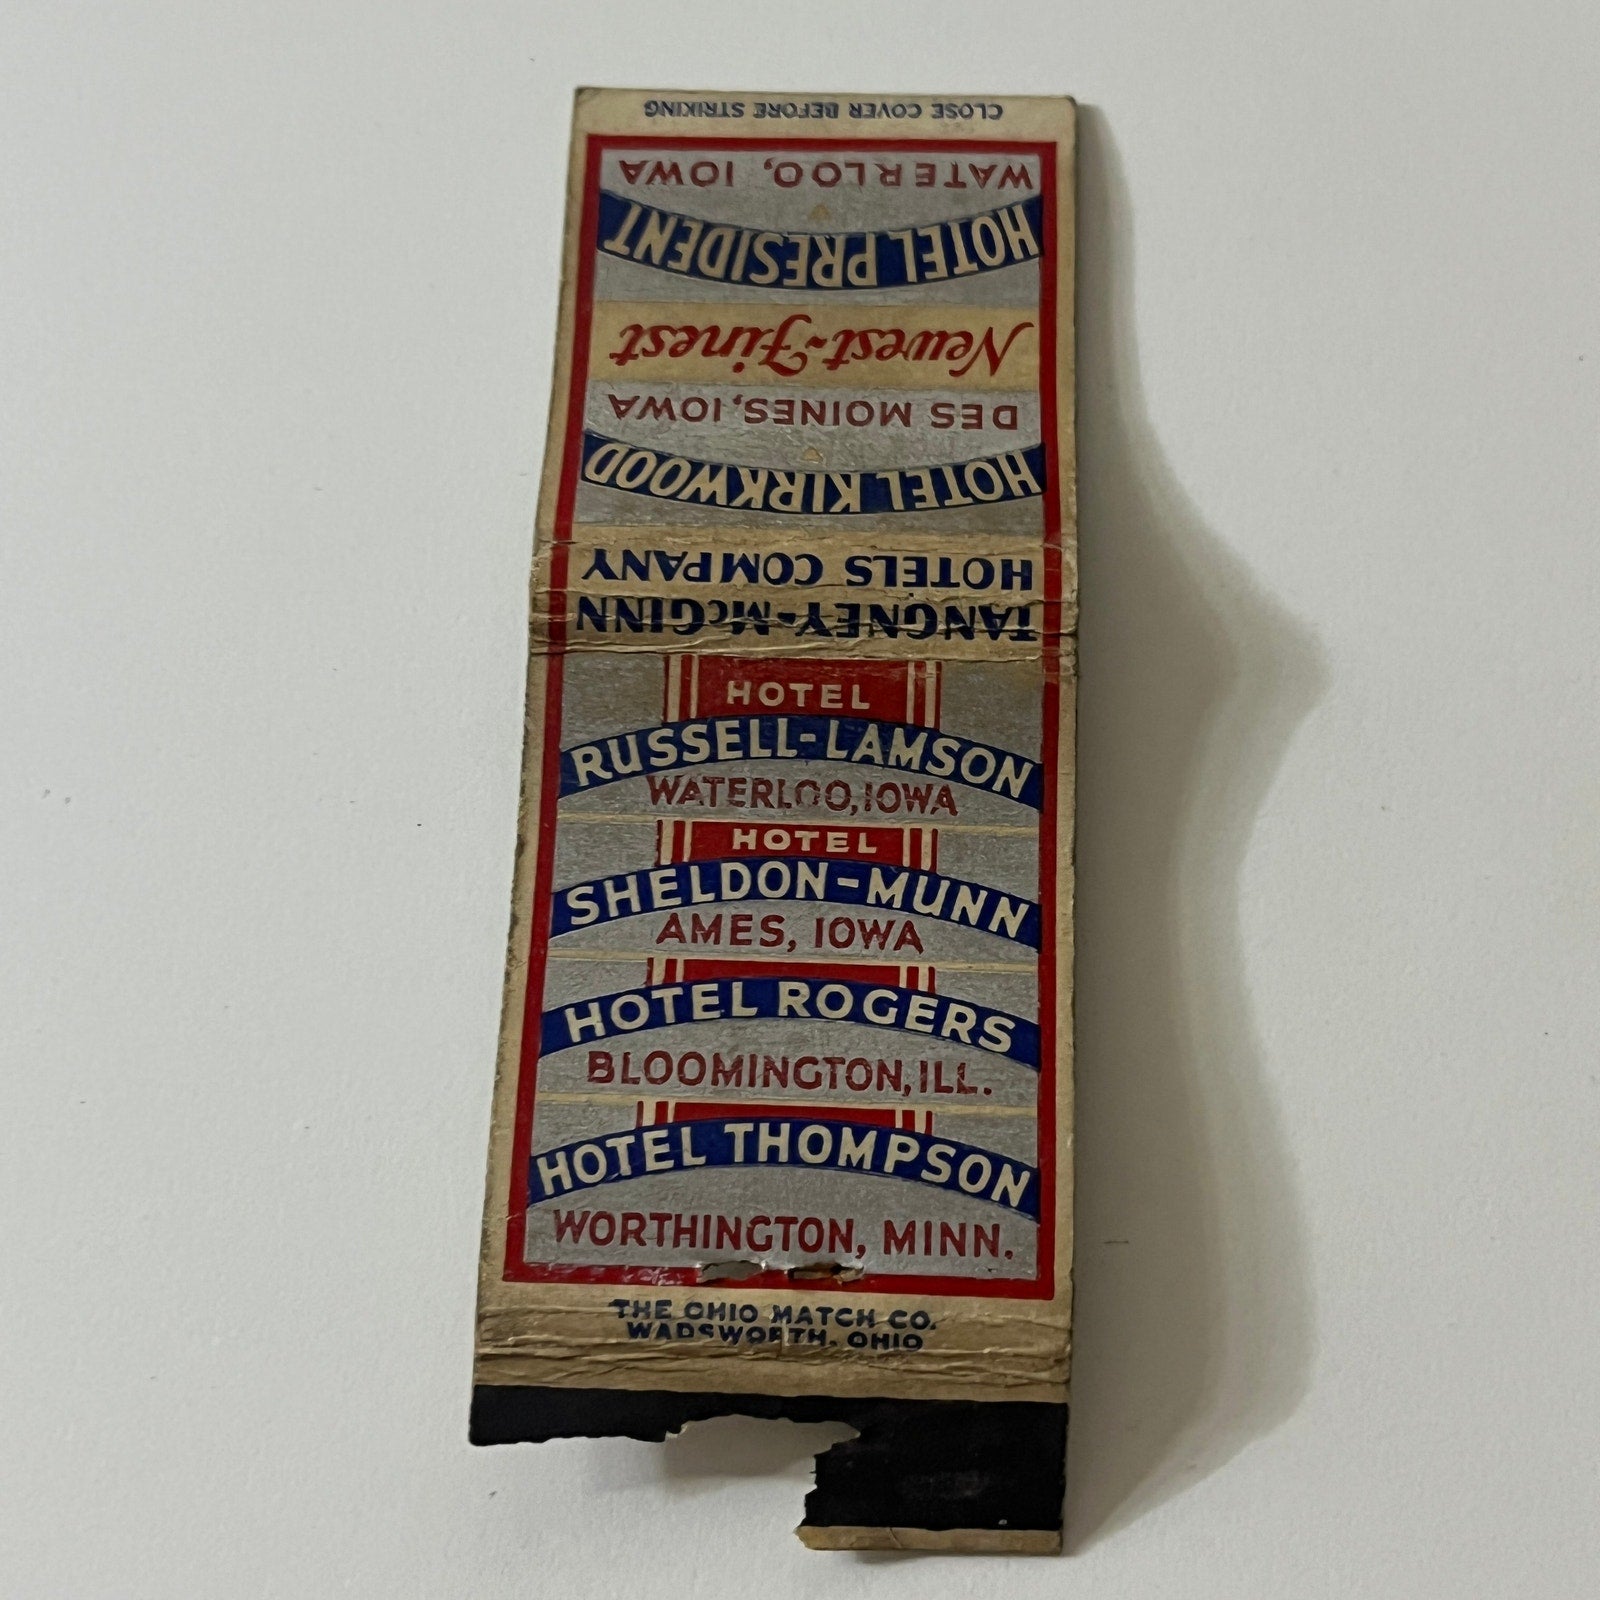 CLOSE COVER BEFORE STRIKING
TANGNEY-McGINN
HOTELS COMPANY
HOTEL KIRKWOOD
DES MOINES, IOWA
Newest-Finest
HOTEL PRESIDENT
WATERLOO, IOWA
HOTEL
RUSSELL-LAMSON
WATERLOO, IOWA
HOTEL
SHELDON-MUNN
AMES, IOWA
HOTEL ROGERS
BLOOMINGTON, ILL.
HOTEL THOMPSON
WORTHINGTON, MINN.
THE OHIO MATCH CO.
WADSWORTH, OHIO